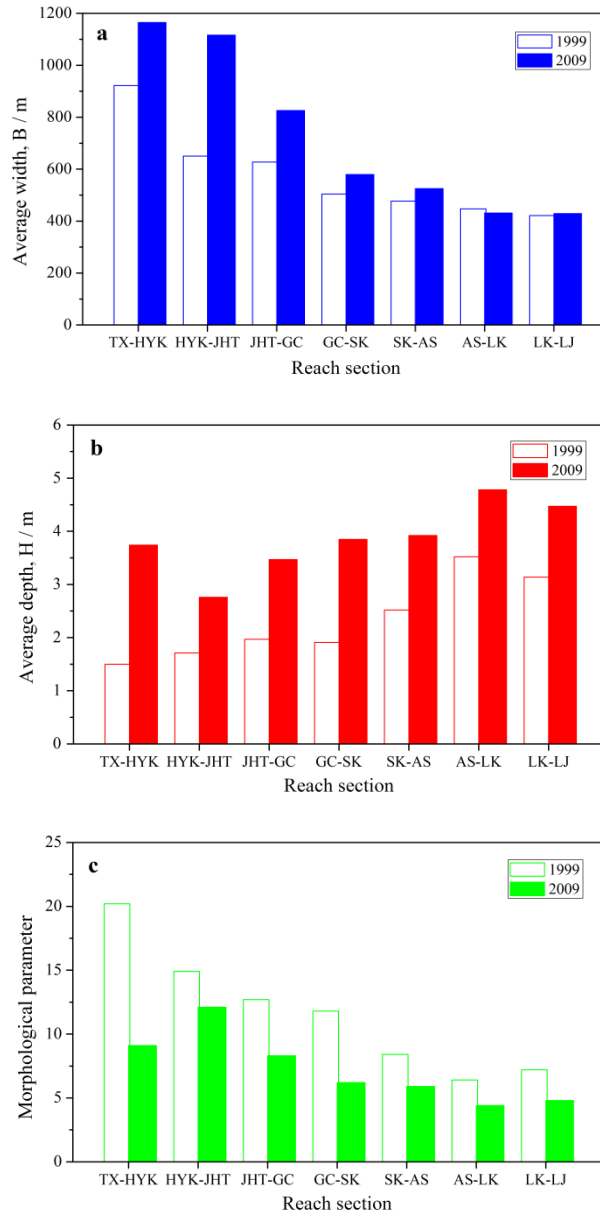 a
1999
2009
1200
1000
800
600
400
200
0
Average width, B / m
TX-HYK HYK-JHT JHT-GC GC-SK SK-AS AS-LK LK-LJ
Reach section
b
1999
2009
6
5
4
3
2
1
0
Average depth, H / m
TX-HYK HYK-JHT JHT-GC GC-SK SK-AS AS-LK LK-LJ
Reach section
c
1999
2009
25
20
15
10
5
0
Morphological parameter
TX-HYK HYK-JHT JHT-GC GC-SK SK-AS AS-LK LK-LJ
Reach section